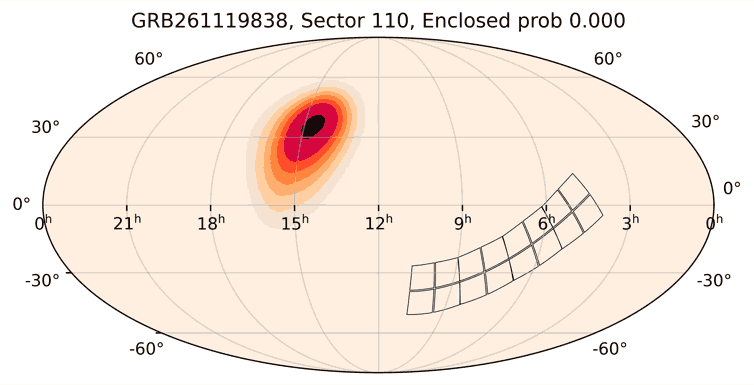 GRB261119838, Sector 110, Enclosed prob 0.000
60° 60°
30° 30°
0° 0°
0h 21h 18h 15h 12h 9h 6h 3h 0h
-30° -30°
-60° -60°